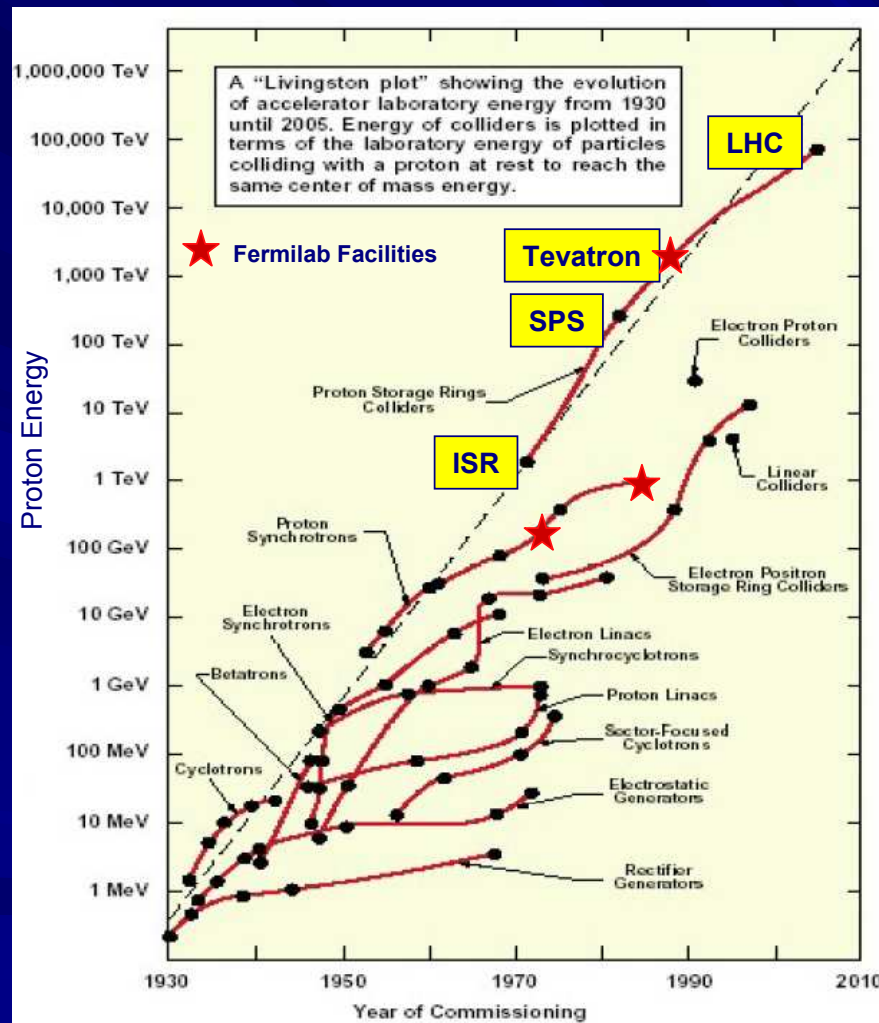 1,000,000 TeV
A “Livingston plot” showing the evolution
of accelerator laboratory energy from 1930
until 2005. Energy of colliders is plotted in
terms of the laboratory energy of particles
colliding with a proton at rest to reach the
same center of mass energy.
100,000 TeV
LHC
10,000 TeV
Fermilab Facilities
Tevatron
1,000 TeV
SPS
Electron Proton
Colliders
100 TeV
Proton Storage Rings
Colliders
10 TeV
ISR
1 TeV
Linear
Colliders
Proton
Synchrotrons
100 GeV
Electron Positron
Storage Ring Colliders
Electron
Synchrotrons
10 GeV
Electron Linacs
Synchrocyclotrons
Betatrons
1 GeV
Proton Linacs
Sector-Focused
Cyclotrons
100 MeV
Cyclotrons
Electrostatic
Generators
10 MeV
Rectifier
Generators
1 MeV
Proton Energy
1930
1950
1970
1990
2010
Year of Commissioning